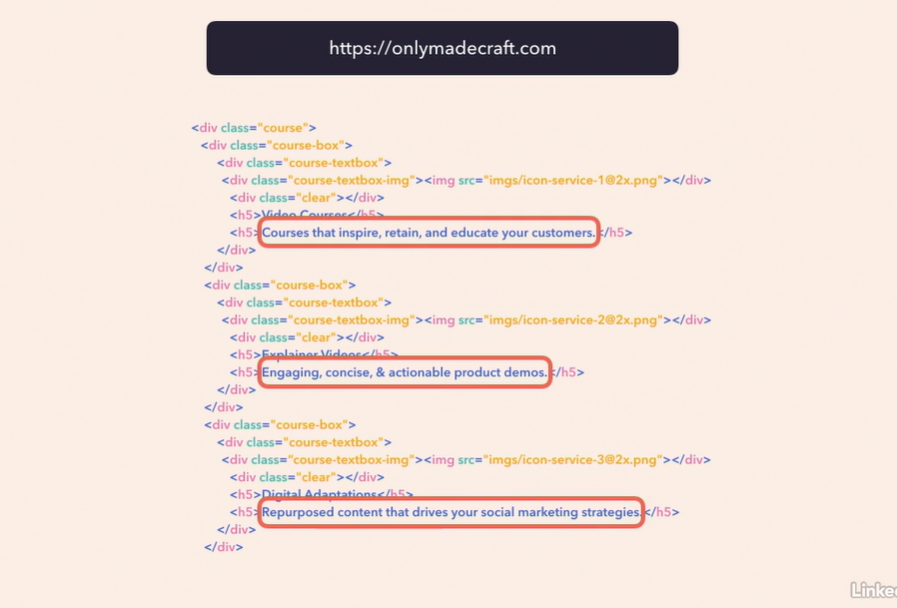 https://onlymadecraft.com
<div class="course">
<div class="course-box">
<div class="course-textbox">
<div class="course-textbox-img"><img src="imgs/icon-service-1@2x.png"></div>
<div class="clear"></div>
<h5>Video Courses</h5>
<h5>Courses that inspire, retain, and educate your customers.</h5>
</div>
</div>
<div class="course-box">
<div class="course-textbox">
<div class="course-textbox-img"><img src="imgs/icon-service-2@2x.png"></div>
<div class="clear"></div>
<h5>Explainer Videos</h5>
<h5>Engaging, concise, & actionable product demos.</h5>
</div>
</div>
<div class="course-box">
<div class="course-textbox">
<div class="course-textbox-img"><img src="imgs/icon-service-3@2x.png"></div>
<div class="clear"></div>
<h5>Digital Adaptations</h5>
<h5>Repurposed content that drives your social marketing strategies.</h5>
</div>
</div>